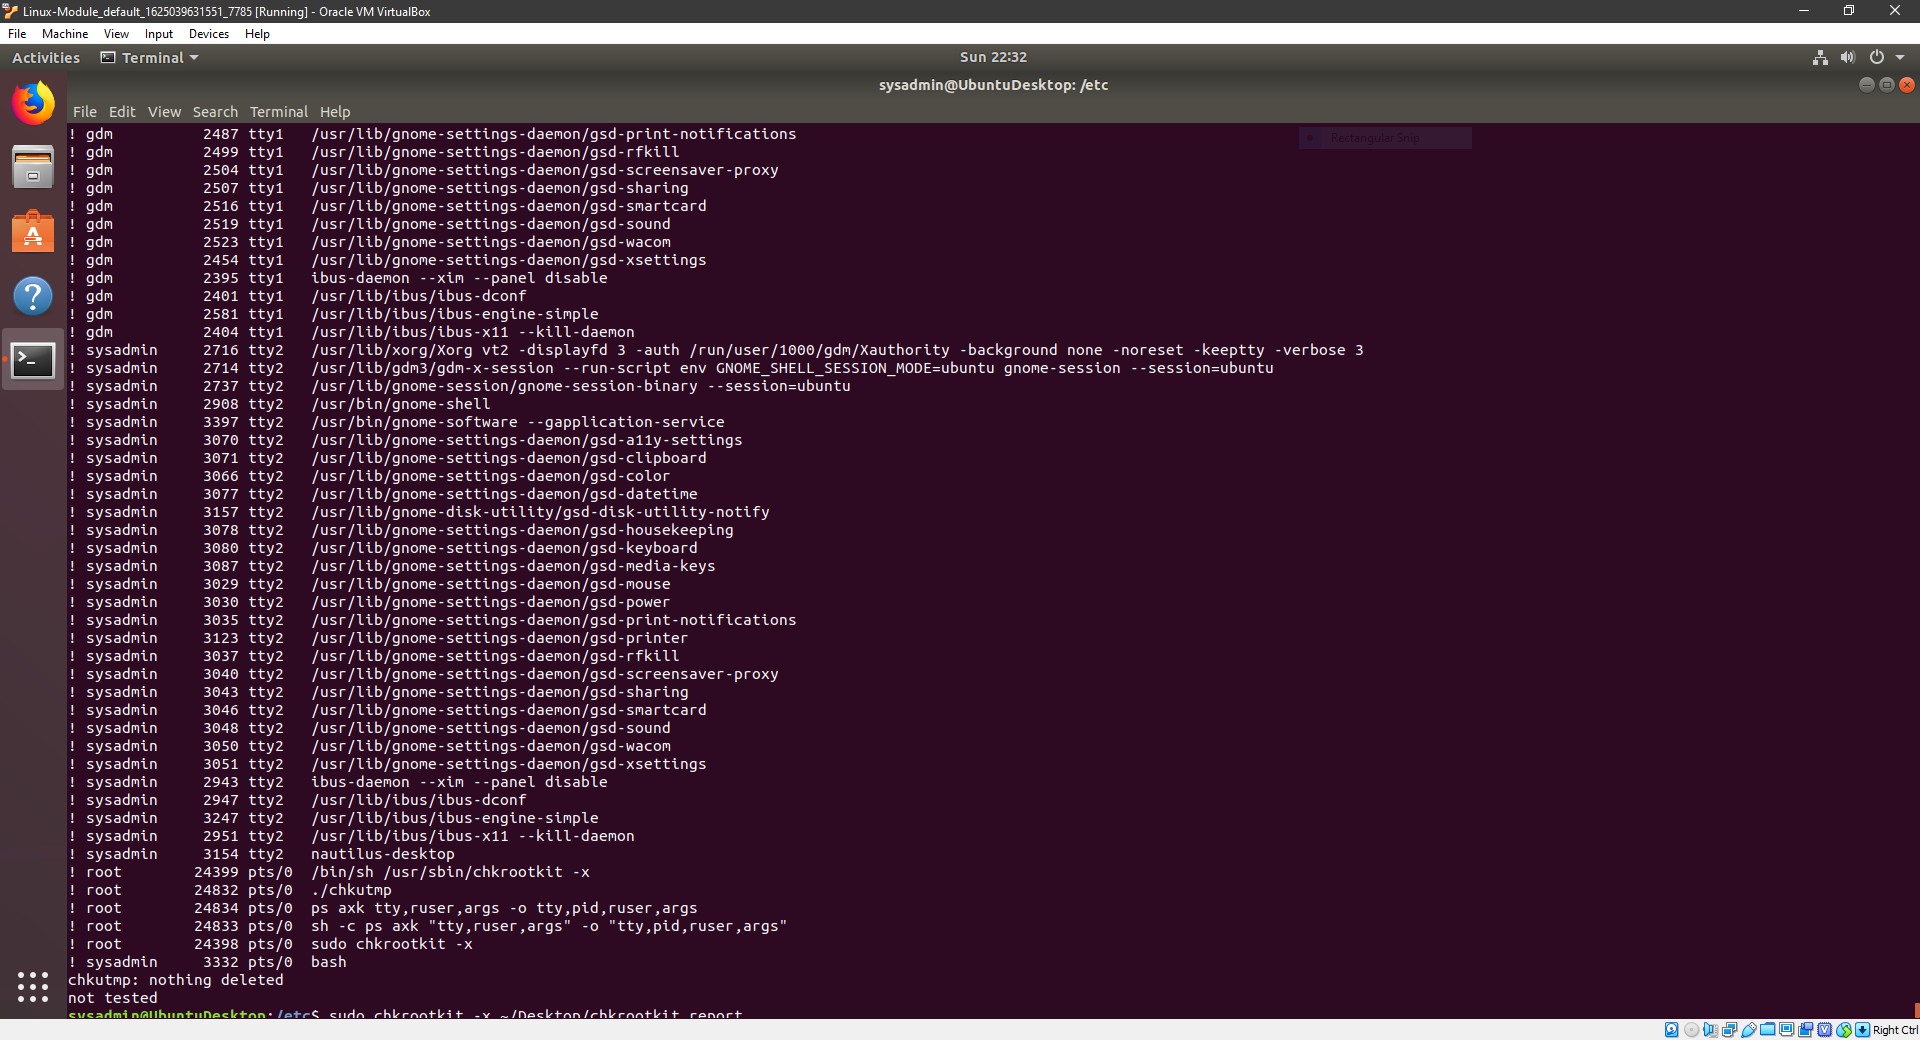 Linux-Module_default_1625039631551_7785 [Running] - Oracle VM VirtualBox
File Machine View Input Devices Help
Activities Terminal Sun 22:32
sysadmin@UbuntuDesktop: /etc
File Edit View Search Terminal Help
Rectangular Snip
! gdm 2487 tty1 /usr/lib/gnome-settings-daemon/gsd-print-notifications
! gdm 2499 tty1 /usr/lib/gnome-settings-daemon/gsd-rfkill
! gdm 2504 tty1 /usr/lib/gnome-settings-daemon/gsd-screensaver-proxy
! gdm 2507 tty1 /usr/lib/gnome-settings-daemon/gsd-sharing
! gdm 2516 tty1 /usr/lib/gnome-settings-daemon/gsd-smartcard
! gdm 2519 tty1 /usr/lib/gnome-settings-daemon/gsd-sound
! gdm 2523 tty1 /usr/lib/gnome-settings-daemon/gsd-wacom
! gdm 2454 tty1 /usr/lib/gnome-settings-daemon/gsd-xsettings
! gdm 2395 tty1 ibus-daemon --xim --panel disable
! gdm 2401 tty1 /usr/lib/ibus/ibus-dconf
! gdm 2581 tty1 /usr/lib/ibus/ibus-engine-simple
! gdm 2404 tty1 /usr/lib/ibus/ibus-x11 --kill-daemon
! sysadmin 2716 tty2 /usr/lib/xorg/Xorg vt2 -displayfd 3 -auth /run/user/1000/gdm/Xauthority -background none -noreset -keeptty -verbose 3
! sysadmin 2714 tty2 /usr/lib/gdm3/gdm-x-session --run-script env GNOME_SHELL_SESSION_MODE=ubuntu gnome-session --session=ubuntu
! sysadmin 2737 tty2 /usr/lib/gnome-session/gnome-session-binary --session=ubuntu
! sysadmin 2908 tty2 /usr/bin/gnome-shell
! sysadmin 3397 tty2 /usr/bin/gnome-software --gapplication-service
! sysadmin 3070 tty2 /usr/lib/gnome-settings-daemon/gsd-a11y-settings
! sysadmin 3071 tty2 /usr/lib/gnome-settings-daemon/gsd-clipboard
! sysadmin 3066 tty2 /usr/lib/gnome-settings-daemon/gsd-color
! sysadmin 3077 tty2 /usr/lib/gnome-settings-daemon/gsd-datetime
! sysadmin 3157 tty2 /usr/lib/gnome-disk-utility/gsd-disk-utility-notify
! sysadmin 3078 tty2 /usr/lib/gnome-settings-daemon/gsd-housekeeping
! sysadmin 3080 tty2 /usr/lib/gnome-settings-daemon/gsd-keyboard
! sysadmin 3087 tty2 /usr/lib/gnome-settings-daemon/gsd-media-keys
! sysadmin 3029 tty2 /usr/lib/gnome-settings-daemon/gsd-mouse
! sysadmin 3030 tty2 /usr/lib/gnome-settings-daemon/gsd-power
! sysadmin 3035 tty2 /usr/lib/gnome-settings-daemon/gsd-print-notifications
! sysadmin 3123 tty2 /usr/lib/gnome-settings-daemon/gsd-printer
! sysadmin 3037 tty2 /usr/lib/gnome-settings-daemon/gsd-rfkill
! sysadmin 3040 tty2 /usr/lib/gnome-settings-daemon/gsd-screensaver-proxy
! sysadmin 3043 tty2 /usr/lib/gnome-settings-daemon/gsd-sharing
! sysadmin 3046 tty2 /usr/lib/gnome-settings-daemon/gsd-smartcard
! sysadmin 3048 tty2 /usr/lib/gnome-settings-daemon/gsd-sound
! sysadmin 3050 tty2 /usr/lib/gnome-settings-daemon/gsd-wacom
! sysadmin 3051 tty2 /usr/lib/gnome-settings-daemon/gsd-xsettings
! sysadmin 2943 tty2 ibus-daemon --xim --panel disable
! sysadmin 2947 tty2 /usr/lib/ibus/ibus-dconf
! sysadmin 3247 tty2 /usr/lib/ibus/ibus-engine-simple
! sysadmin 2951 tty2 /usr/lib/ibus/ibus-x11 --kill-daemon
! sysadmin 3154 tty2 nautilus-desktop
! root 24399 pts/0 /bin/sh /usr/sbin/chkrootkit -x
! root 24832 pts/0 ./chkutmp
! root 24834 pts/0 ps axk tty,ruser,args -o tty,pid,ruser,args
! root 24833 pts/0 sh -c ps axk "tty,ruser,args" -o "tty,pid,ruser,args"
! root 24398 pts/0 sudo chkrootkit -x
! sysadmin 3332 pts/0 bash
chkutmp: nothing deleted
not tested
sysadmin@UbuntuDesktop:/etc$ sudo chkrootkit -x ~/Desktop/chkrootkit report
Right Ctrl